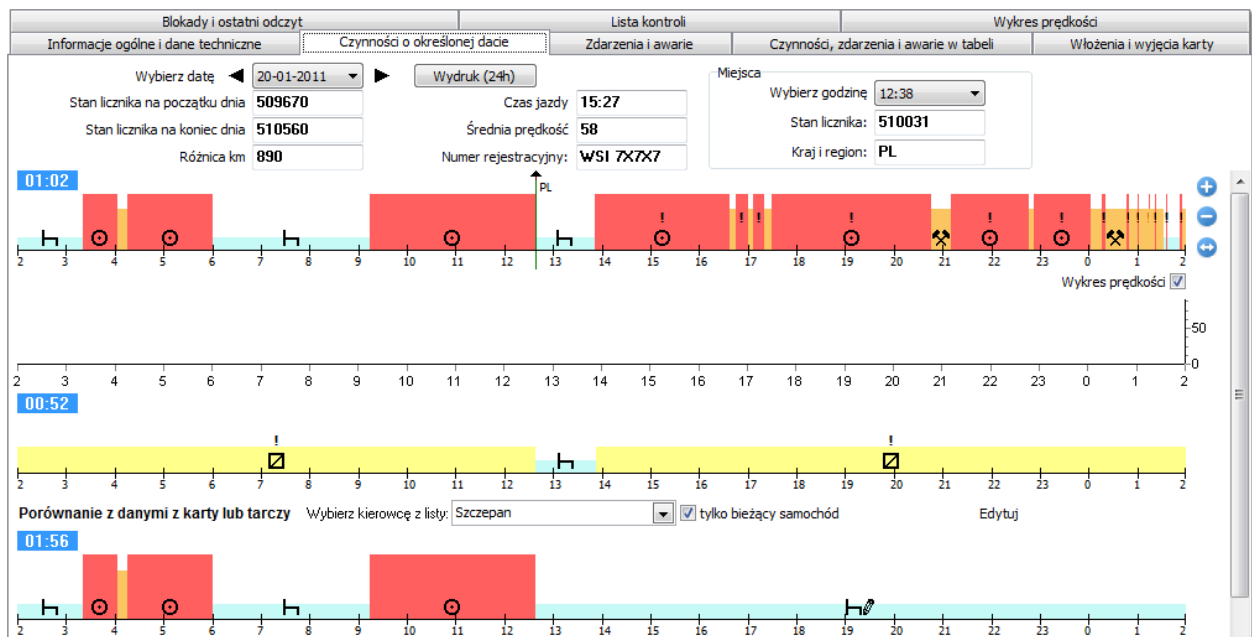 Blokady i ostatni odczyt Lista kontroli Wykres prędkości
Informacje ogólne i dane techniczne Czynności o określonej dacie Zdarzenia i awarie Czynności, zdarzenia i awarie w tabeli Włożenia i wyjęcia karty
Wybierz datę 20-01-2011 Wydruk (24h)
Stan licznika na początku dnia 509670 Czas jazdy 15:27
Stan licznika na koniec dnia 510560 Średnia prędkość 58
Różnica km 890 Numer rejestracyjny: WSI 7X7X7
Miejsca
Wybierz godzinę 12:38
Stan licznika: 510031
Kraj i region: PL
01:02
PL
! ! ! ! ! ! ! ! ! ! ! ! !
2 3 4 5 6 7 8 9 10 11 12 13 14 15 16 17 18 19 20 21 22 23 0 1 2
Wykres prędkości
50
0
2 3 4 5 6 7 8 9 10 11 12 13 14 15 16 17 18 19 20 21 22 23 0 1 2
00:52
! !
2 3 4 5 6 7 8 9 10 11 12 13 14 15 16 17 18 19 20 21 22 23 0 1 2
Porównanie z danymi z karty lub tarczy Wybierz kierowcę z listy: Szczepan tylko bieżący samochód Edytuj
01:56
2 3 4 5 6 7 8 9 10 11 12 13 14 15 16 17 18 19 20 21 22 23 0 1 2